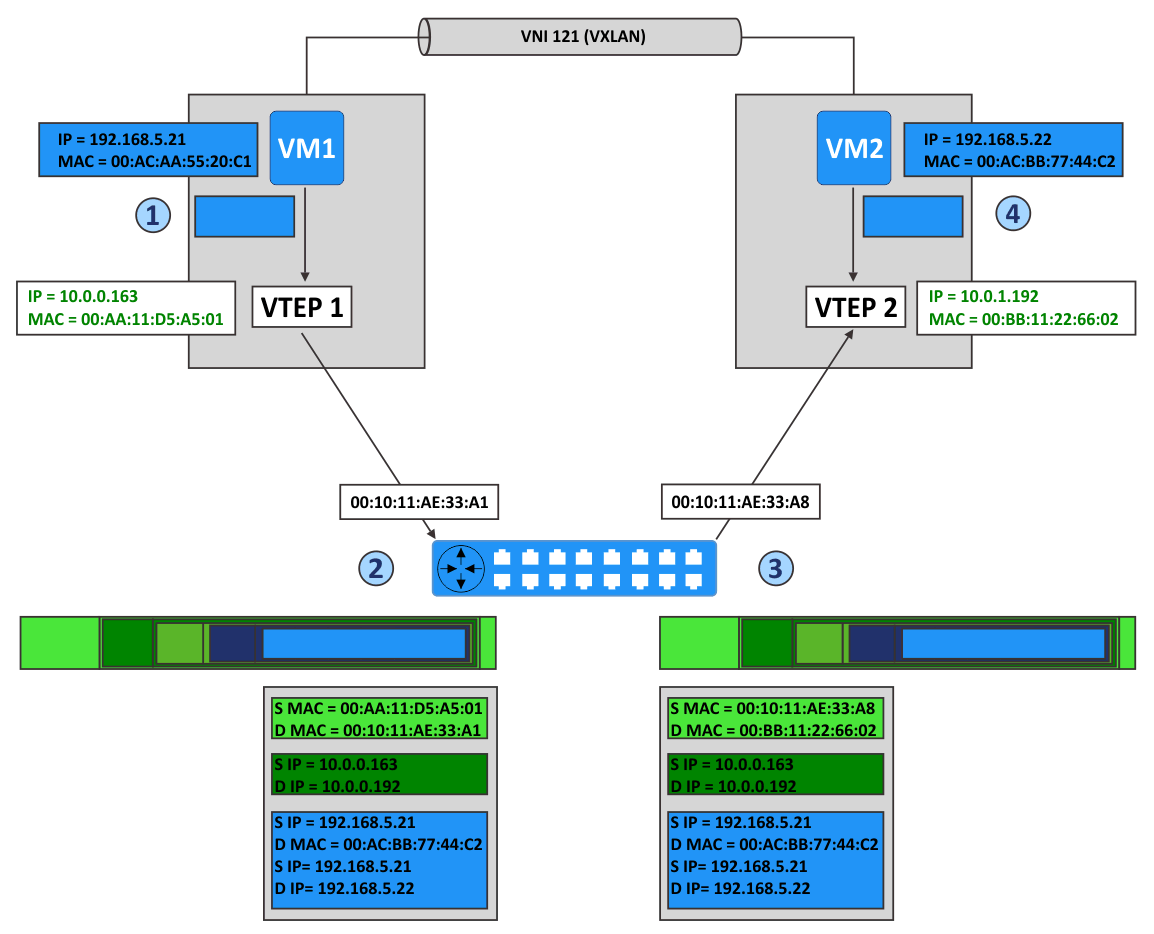 VNI 121 (VXLAN)
IP = 192.168.5.21
MAC = 00:AC:AA:55:20:C1
VM1
VM2
IP = 192.168.5.22
MAC = 00:AC:BB:77:44:C2
1
4
IP = 10.0.0.163
MAC = 00:AA:11:D5:A5:01
VTEP 1
VTEP 2
IP = 10.0.1.192
MAC = 00:BB:11:22:66:02
00:10:11:AE:33:A1
00:10:11:AE:33:A8
2
3
S MAC = 00:AA:11:D5:A5:01
D MAC = 00:10:11:AE:33:A1
S IP = 10.0.0.163
D IP = 10.0.0.192
S IP = 192.168.5.21
D MAC = 00:AC:BB:77:44:C2
S IP= 192.168.5.21
D IP= 192.168.5.22
S MAC = 00:10:11:AE:33:A8
D MAC = 00:BB:11:22:66:02
S IP = 10.0.0.163
D IP = 10.0.0.192
S IP = 192.168.5.21
D MAC = 00:AC:BB:77:44:C2
S IP= 192.168.5.21
D IP= 192.168.5.22